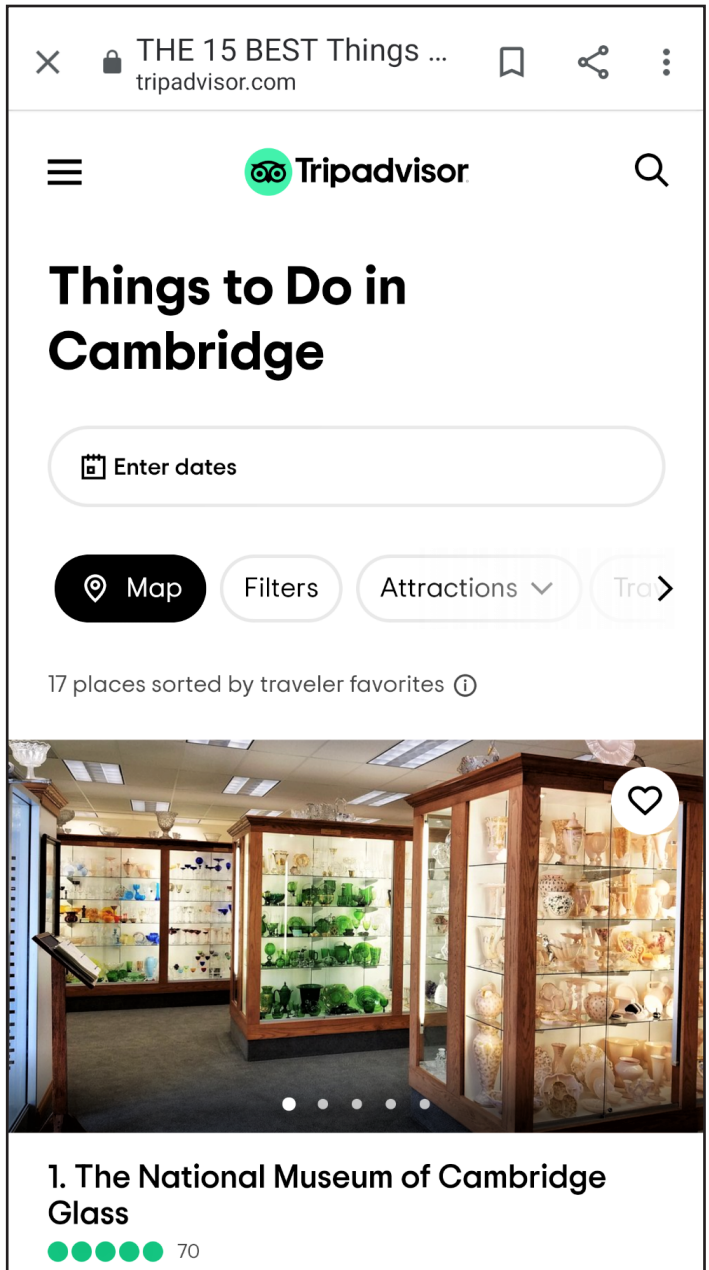 THE 15 BEST Things ...
tripadvisor.com
Tripadvisor
Things to Do in
Cambridge
Enter dates
Map Filters Attractions
17 places sorted by traveler favorites
1. The National Museum of Cambridge
Glass
70